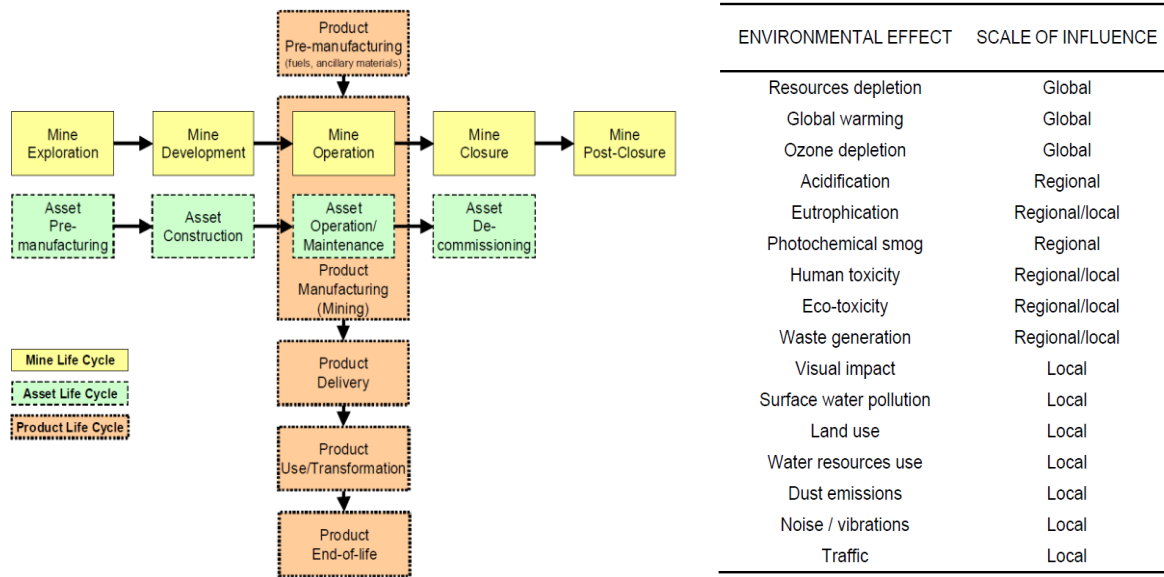 Product
Pre-manufacturing
(fuels, ancillary materials)
Mine
Exploration
Mine
Development
Mine
Operation
Mine
Closure
Mine
Post-Closure
Asset
Pre-
manufacturing
Asset
Construction
Asset
Operation/
Maintenance
Asset
De-
commissioning
Product
Manufacturing
(Mining)
Product
Delivery
Product
Use/Transformation
Product
End-of-life
Mine Life Cycle
Asset Life Cycle
Product Life Cycle
ENVIRONMENTAL EFFECT SCALE OF INFLUENCE
Resources depletion Global
Global warming Global
Ozone depletion Global
Acidification Regional
Eutrophication Regional/local
Photochemical smog Regional
Human toxicity Regional/local
Eco-toxicity Regional/local
Waste generation Regional/local
Visual impact Local
Surface water pollution Local
Land use Local
Water resources use Local
Dust emissions Local
Noise / vibrations Local
Traffic Local